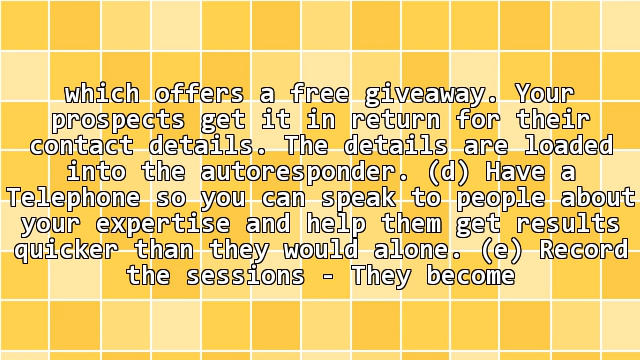 which offers a free giveaway. Your
prospects get it in return for their
contact details. The details are loaded
into the autoresponder. (d) Have a
Telephone so you can speak to people about
your expertise and help them get results
quicker than they would alone. (e) Record
the sessions - They become